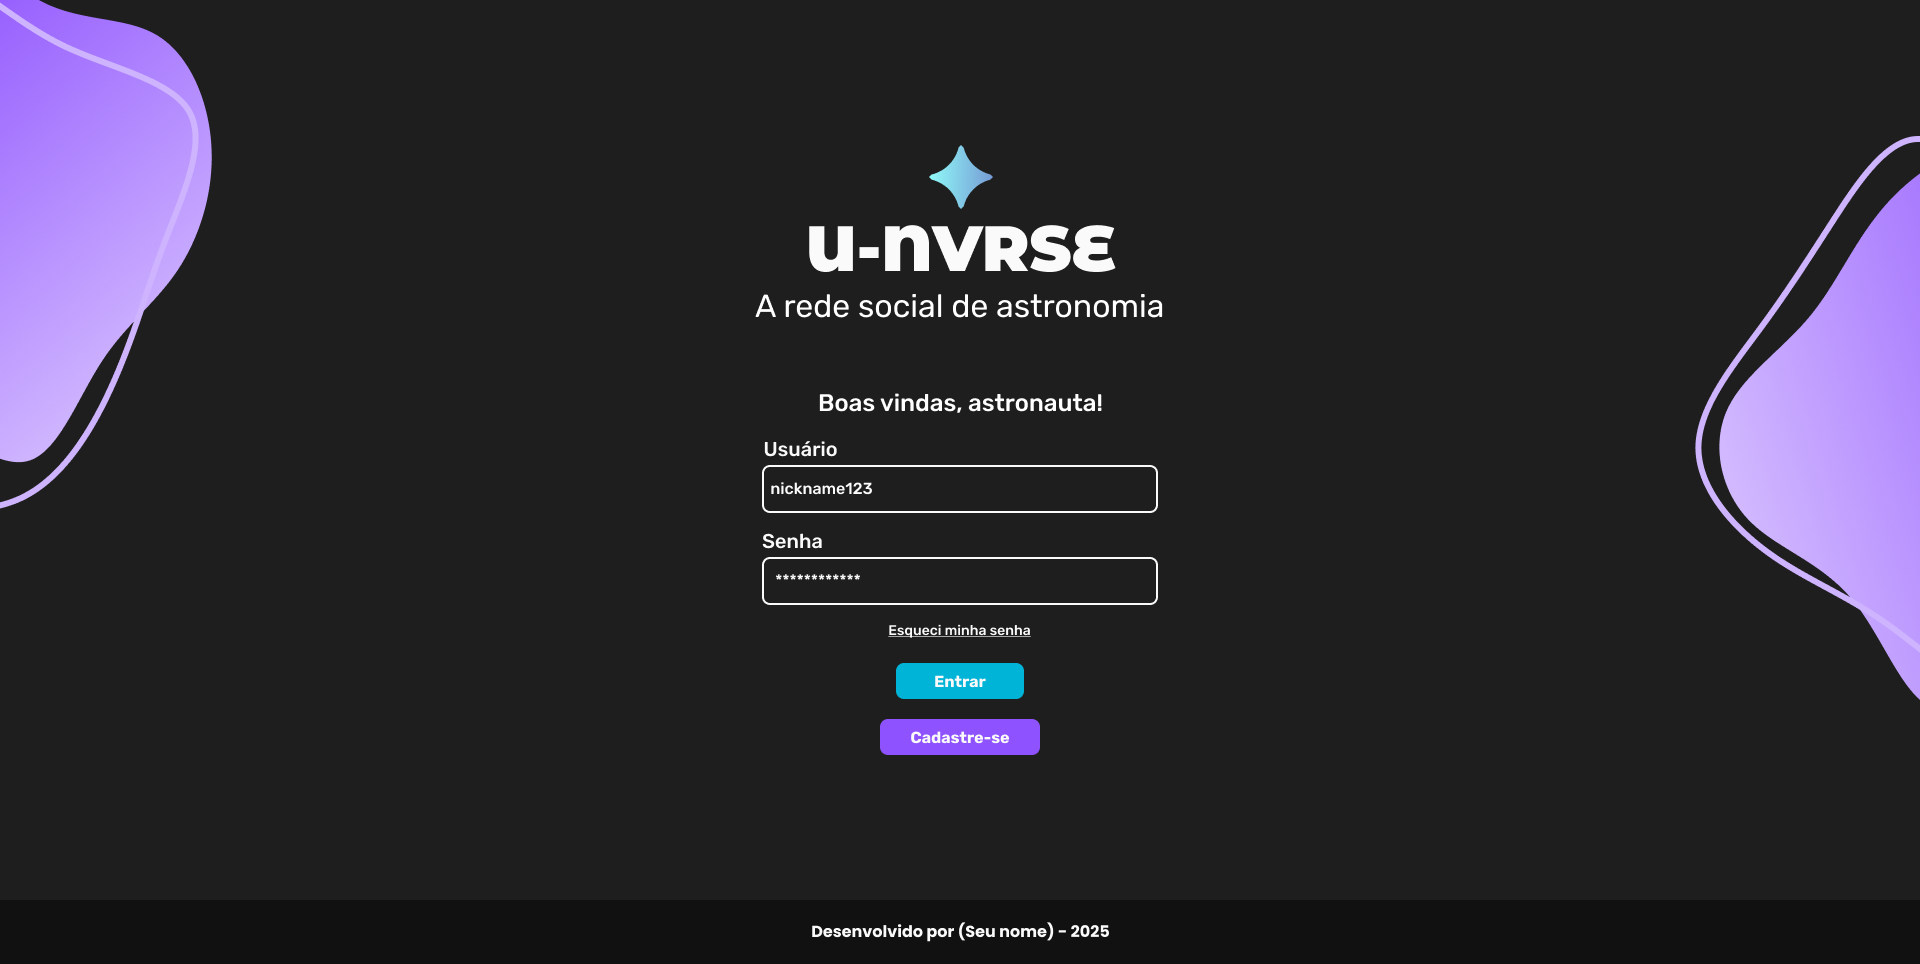 u-nvrse
A rede social de astronomia
Boas vindas, astronauta!
Usuário
nickname123
Senha
************
Esqueci minha senha
Entrar
Cadastre-se
Desenvolvido por (Seu nome) - 2025